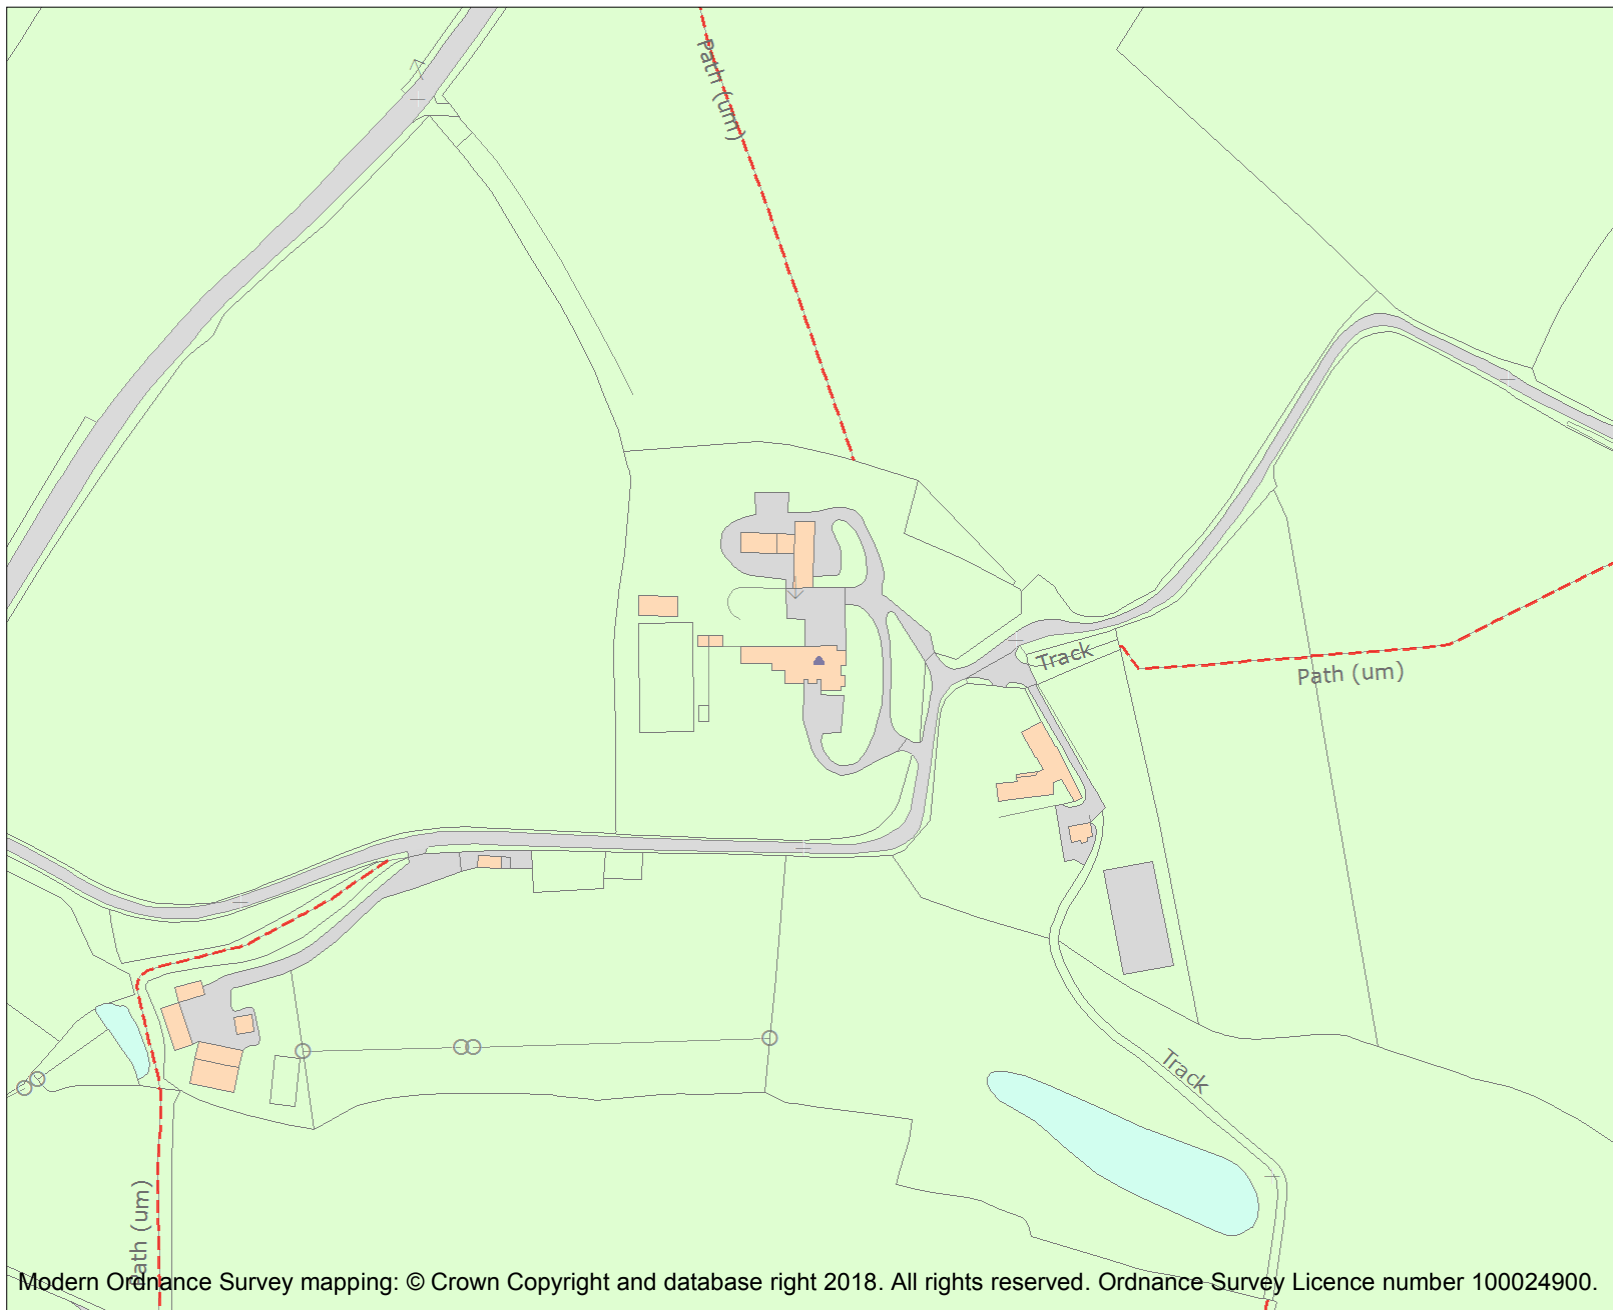 Path (um)
Track
Path (um)
Track
Path (um)
Modern Ordnance Survey mapping: © Crown Copyright and database right 2018. All rights reserved. Ordnance Survey Licence number 100024900.